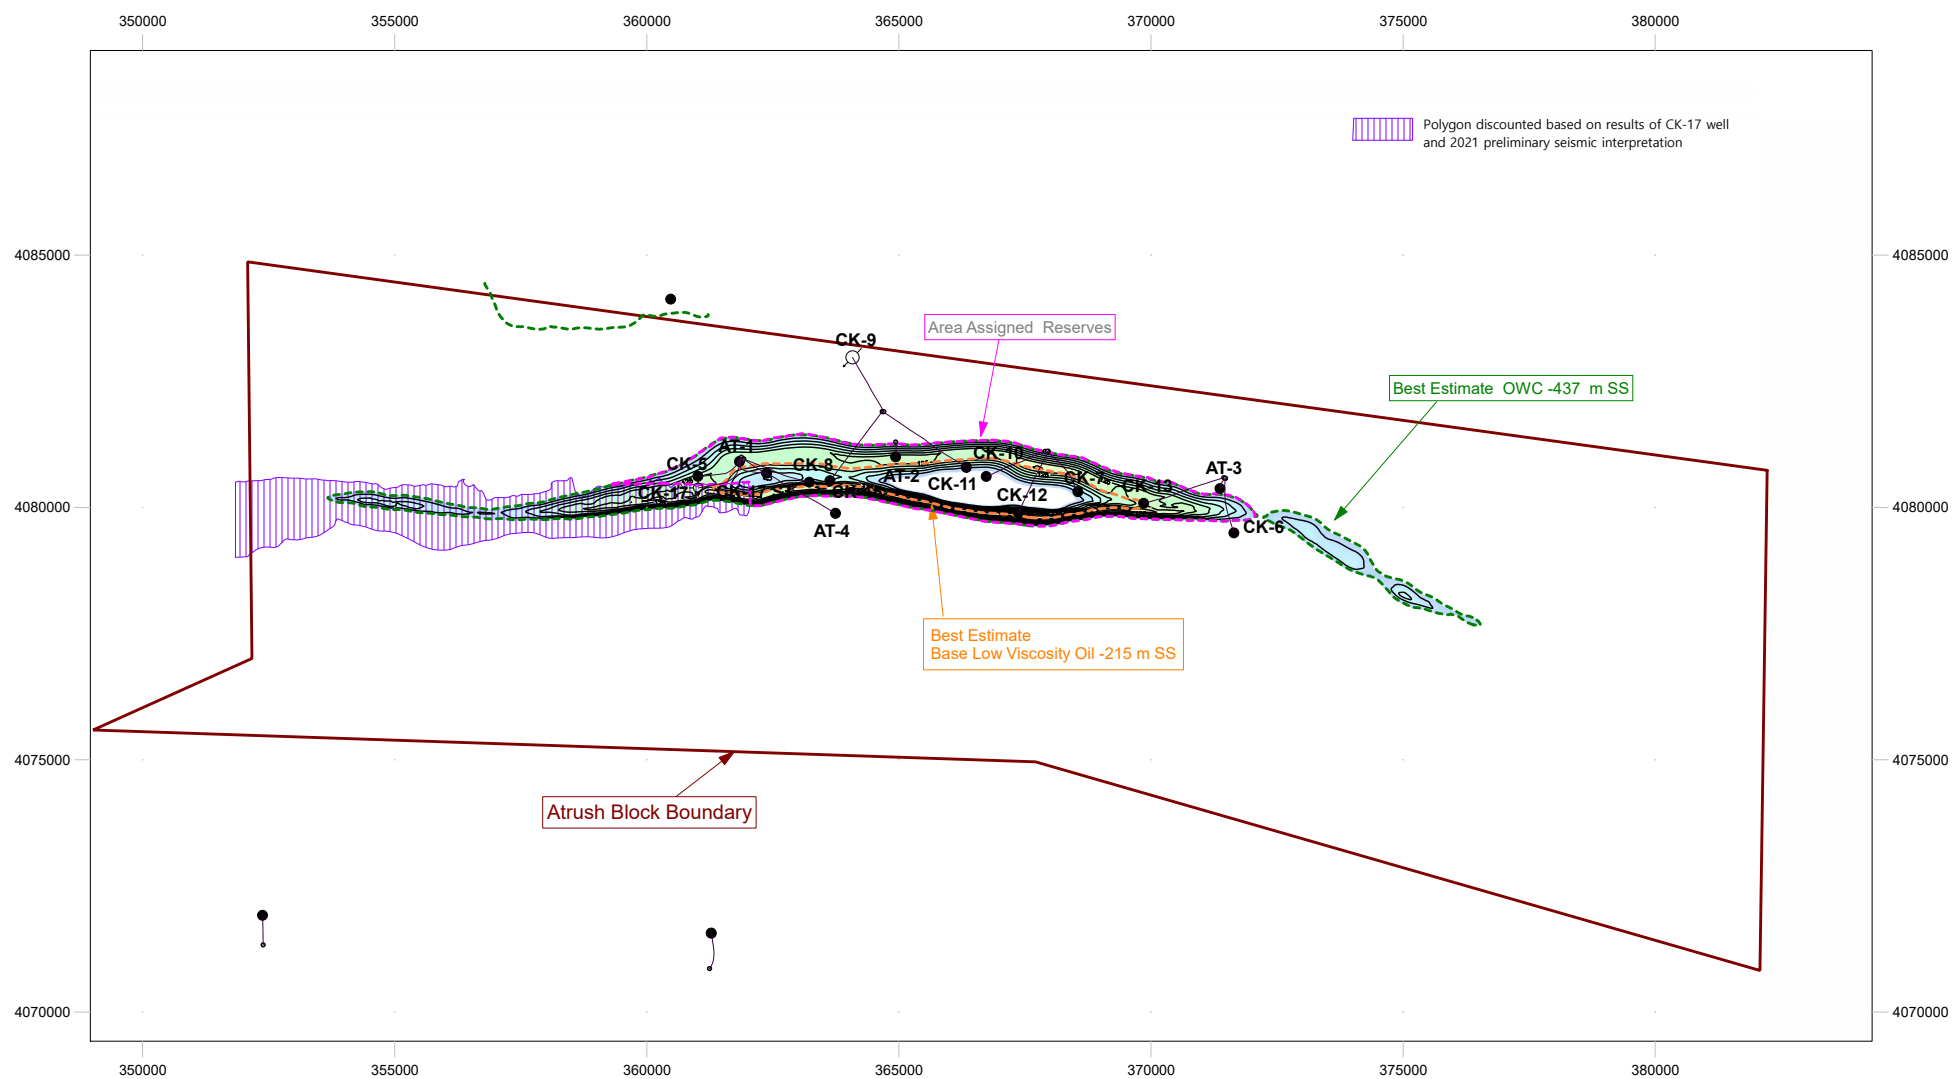 350000 355000 360000 365000 370000 375000 380000
Polygon discounted based on results of CK-17 well
and 2021 preliminary seismic interpretation
4085000 4085000
CK-9
Area Assigned Reserves
Best Estimate OWC -437 m SS
AT-1
CK-10
CK-5
CK-8
AT-3
AT-2
CK-7
CK-11
CK-13
CK-17
CK-17
CK-12
4080000 4080000
AT-4
CK-6
Best Estimate
Base Low Viscosity Oil -215 m SS
4075000 4075000
Atrush Block Boundary
4070000 4070000
350000 355000 360000 365000 370000 375000 380000